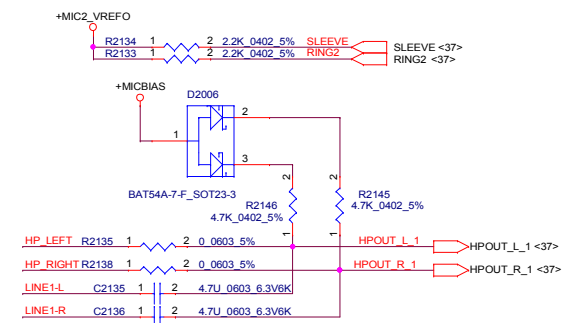 +MIC2_VREFO
R2134 1 2 2.2K_0402_5% SLEEVE SLEEVE <37>
R2133 1 2 2.2K_0402_5% RING2 RING2 <37>
+MICBIAS
D2006
2
1
3
BAT54A-7-F_SOT23-3
2 2
R2146 R2145
4.7K_0402_5% 4.7K_0402_5%
1 1
HP_LEFT R2135 1 2 0_0603_5% HPOUT_L_1 HPOUT_L_1 <37>
HP_RIGHT R2138 1 2 0_0603_5% HPOUT_R_1 HPOUT_R_1 <37>
LINE1-L C2135 1 2 4.7U_0603_6.3V6K
LINE1-R C2136 1 2 4.7U_0603_6.3V6K